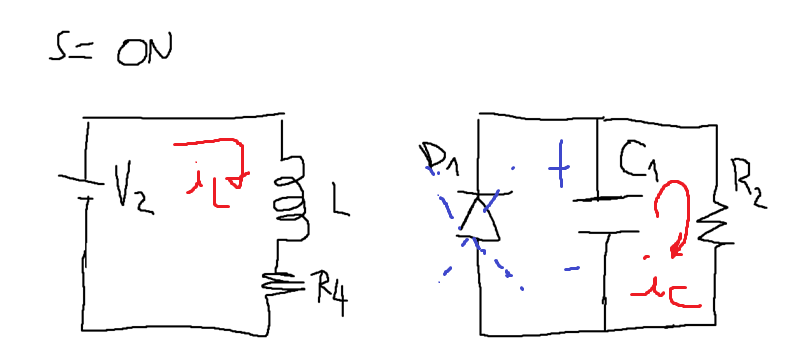 S= ON
V2
iL
L
R4
D1
+
-
C1
iC
R2